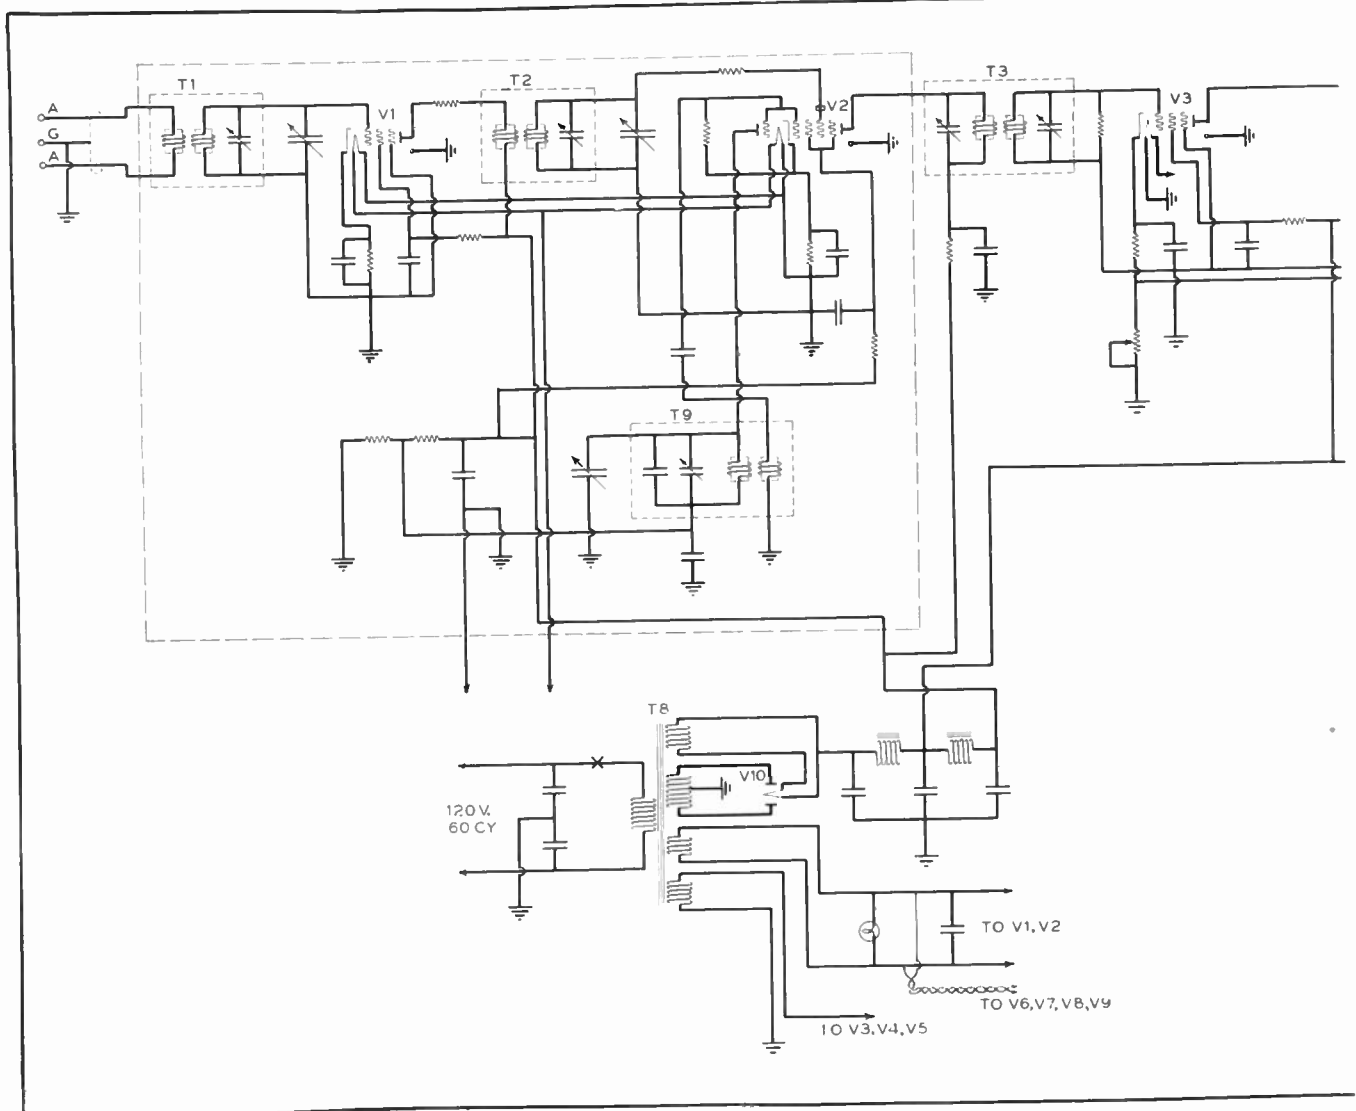 T1
T2
T3
A
G
A
V1
V2
V3
T9
T8
V10
120 V.
60 CY
TO V1, V2
TO V6, V7, V8, V9
TO V3, V4, V5